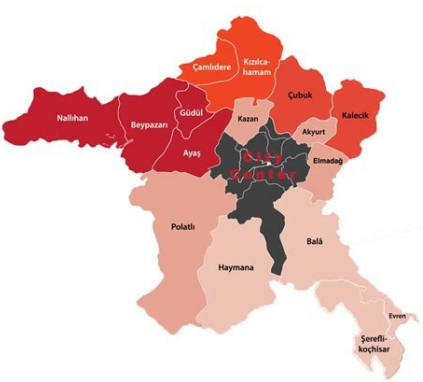 Çamlıdere
Kızılca-
hamam
Çubuk
Kalecik
Nallıhan
Beypazarı
Güdül
Kazan
Akyurt
Ayaş
City
Center
Elmadağ
Polatlı
Haymana
Balâ
Evren
Şerefli-
koçhisar